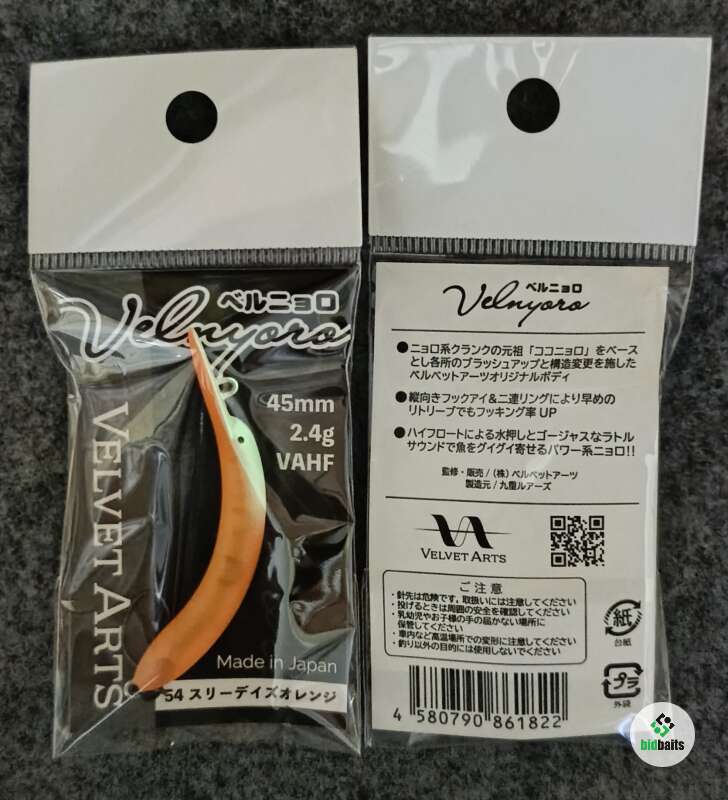 ベルニョロ
Velnyoro
45mm
2.4g
VAHF
VELVET ARTS
Made in Japan
54 スリーデイズオレンジ
ベルニョロ
Velnyoro
●ニョロ系クランクの元祖「ココニョロ」をベース
とし各所のブラッシュアップと構造変更を施した
ベルベットアーツオリジナルボディ
●縦向きフックアイ&二連リングにより早めの
リトリーブでもフッキング率UP
●ハイフロートによる水押しとゴージャスなラトル
サウンドで魚をグイグイ寄せるパワー系ニョロ!!
監修・販売/(株)ベルベットアーツ
製造元/九重ルアーズ
VELVET ARTS
ご注意
・針先は危険です。取扱いには注意してください
・投げるときは周囲の安全を確認してください
・乳幼児やお子様の手の届かない場所に
保管してください
・車内など高温場所での変形に注意してください
・釣り以外の目的には使用しないでください
紙
台紙
プラ
外袋
4 580790 861822
bidbaits